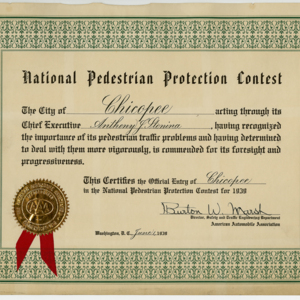 National Pedestrian Protection Contest
The City of Chicopee acting through its
Chief Executive Anthony J. Stonina, having recognized
the importance of its pedestrian traffic problems and having determined
to deal with them more vigorously, is commended for its foresight and
progressiveness.
This Certifies the Official Entry of Chicopee
in the National Pedestrian Protection Contest for 1938
Burton W. Marsh
Director, Safety and Traffic Engineering Department
American Automobile Association
Washington, D. C., June 1, 1938